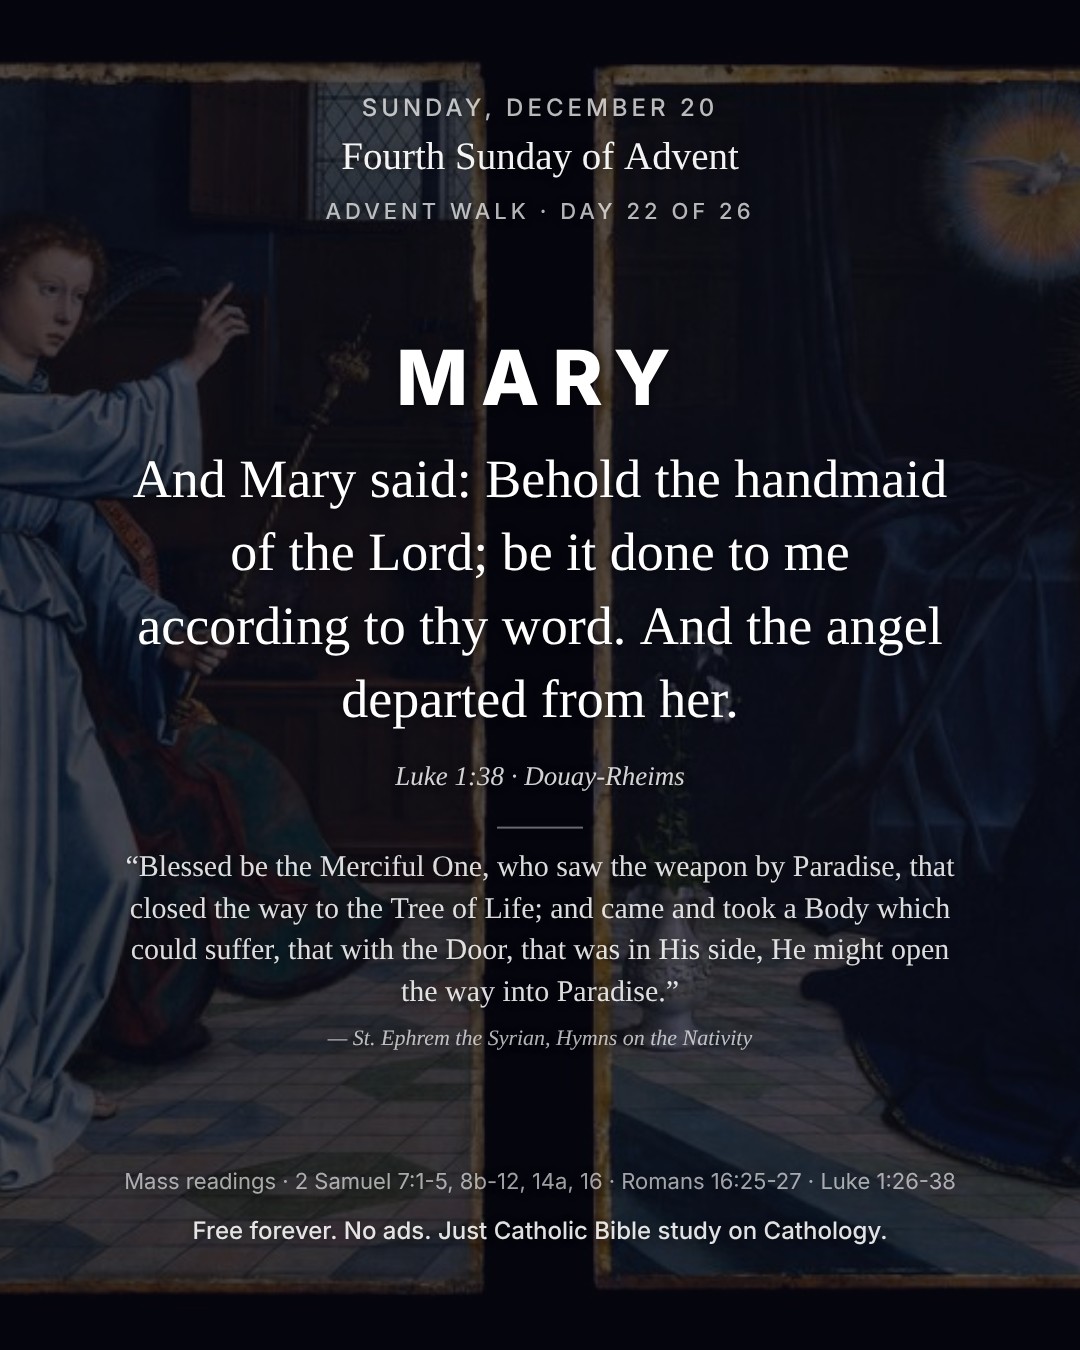 SUNDAY, DECEMBER 20
Fourth Sunday of Advent
ADVENT WALK · DAY 22 OF 26
MARY
And Mary said: Behold the handmaid
of the Lord; be it done to me
according to thy word. And the angel
departed from her.
Luke 1:38 · Douay-Rheims
“Blessed be the Merciful One, who saw the weapon by Paradise, that
closed the way to the Tree of Life; and came and took a Body which
could suffer, that with the Door, that was in His side, He might open
the way into Paradise.”
— St. Ephrem the Syrian, Hymns on the Nativity
Mass readings · 2 Samuel 7:1-5, 8b-12, 14a, 16 · Romans 16:25-27 · Luke 1:26-38
Free forever. No ads. Just Catholic Bible study on Cathology.